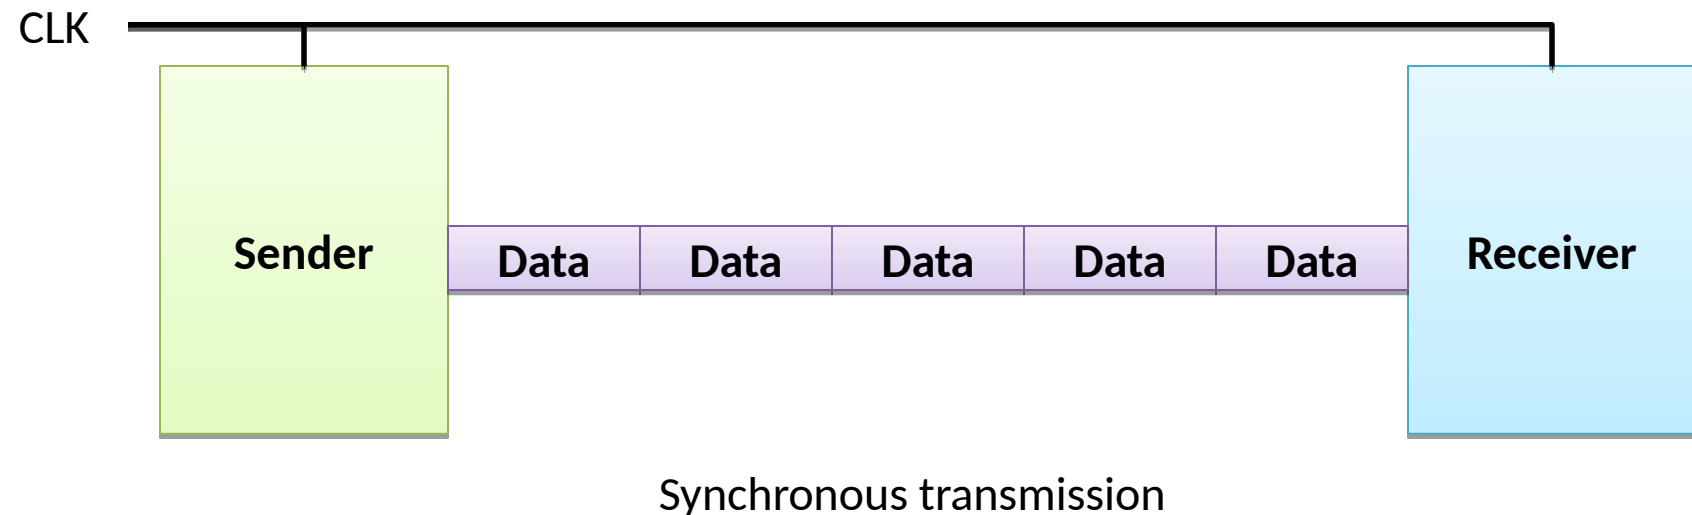 CLK
Sender
Data Data Data Data Data
Receiver
Synchronous transmission